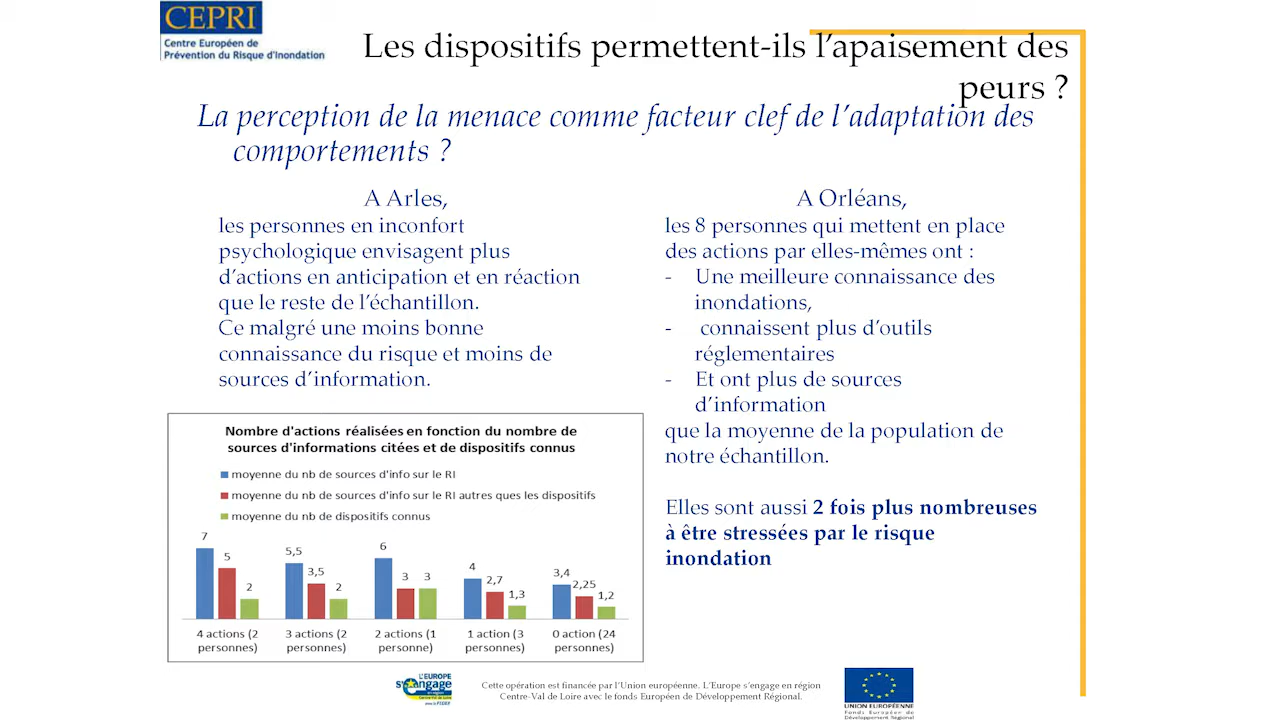 CEPRI
Centre Européen de
Prévention du Risque d'Inondation
Les dispositifs permettent-ils l'apaisement des
peurs ?
La perception de la menace comme facteur clef de l'adaptation des
comportements ?
A Arles,
les personnes en inconfort
psychologique envisagent plus
d'actions en anticipation et en réaction
que le reste de l'échantillon.
Ce malgré une moins bonne
connaissance du risque et moins de
sources d'information.
A Orléans,
les 8 personnes qui mettent en place
des actions par elles-mêmes ont :
- Une meilleure connaissance des
inondations,
- connaissent plus d'outils
réglementaires
- Et ont plus de sources
d'information
que la moyenne de la population de
notre échantillon.
Elles sont aussi 2 fois plus nombreuses
à être stressées par le risque
inondation
Nombre d'actions réalisées en fonction du nombre de
sources d'informations citées et de dispositifs connus
moyenne du nb de sources d'info sur le RI
moyenne du nb de sources d'info sur le RI autres ques les dispositifs
moyenne du nb de dispositifs connus
7 5 2
5,5 3,5 2
6 3 3
4 2,7 1,3
3,4 2,25 1,2
4 actions (2
personnes)
3 actions (2
personnes)
2 actions (1
personne)
1 action (3
personnes)
0 action (24
personnes)
L'EUROPE
s'engage
en région
Centre-Val de Loire
avec le FEDER
Cette opération est financée par l'Union européenne. L'Europe s'engage en région
Centre-Val de Loire avec le fonds Européen de Développement Régional.
UNION EUROPÉENNE
Fonds Européen de
Développement Régional